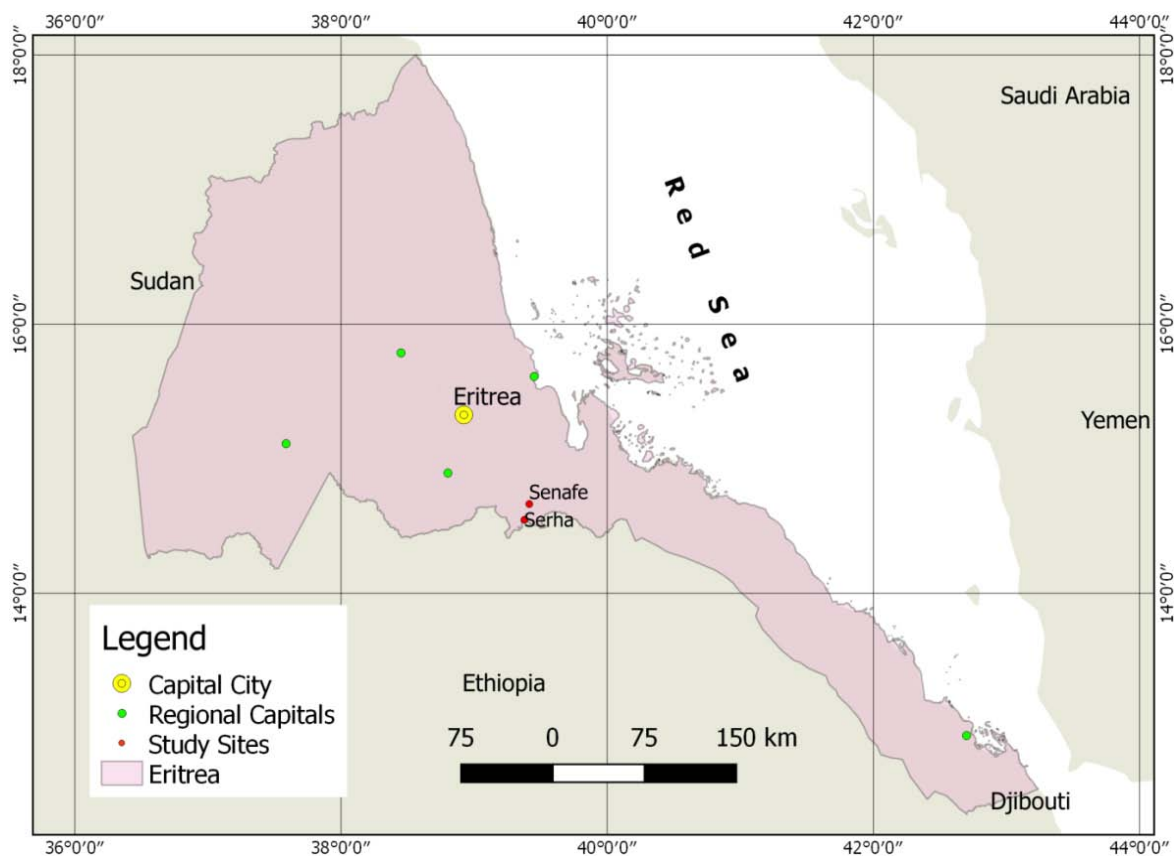 36°0′0″ 38°0′0″ 40°0′0″ 42°0′0″ 44°0′0″
18°0′0″ 18°0′0″
Saudi Arabia
Red Sea
Sudan
16°0′0″ 16°0′0″
Eritrea
Yemen
Senafe
Serha
14°0′0″ 14°0′0″
Legend
Capital City
Regional Capitals
Study Sites
Eritrea
Ethiopia
75 0 75 150 km
Djibouti
36°0′0″ 38°0′0″ 40°0′0″ 42°0′0″ 44°0′0″